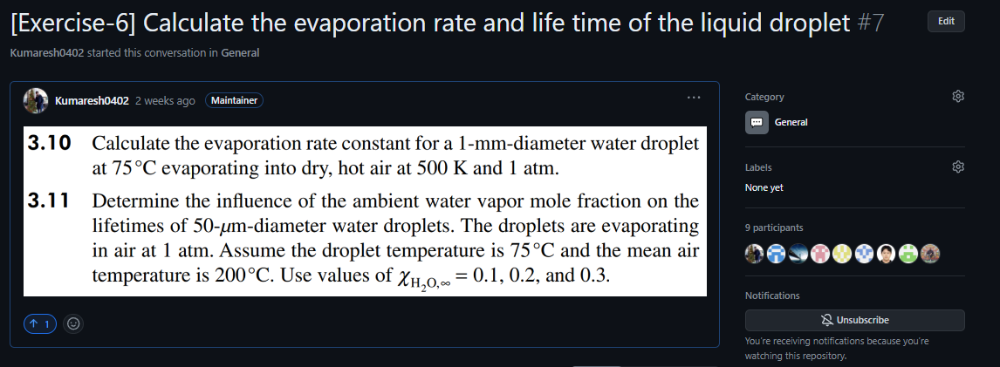 [Exercise-6] Calculate the evaporation rate and life time of the liquid droplet #7
Edit
Kumaresh0402 started this conversation in General
Kumaresh0402 2 weeks ago Maintainer
...
3.10 Calculate the evaporation rate constant for a 1-mm-diameter water droplet
at 75°C evaporating into dry, hot air at 500 K and 1 atm.
3.11 Determine the influence of the ambient water vapor mole fraction on the
lifetimes of 50-μm-diameter water droplets. The droplets are evaporating
in air at 1 atm. Assume the droplet temperature is 75°C and the mean air
temperature is 200°C. Use values of χH₂O,∞ = 0.1, 0.2, and 0.3.
↑ 1
Category
General
Labels
None yet
9 participants
Notifications
Unsubscribe
You're receiving notifications because you're
watching this repository.